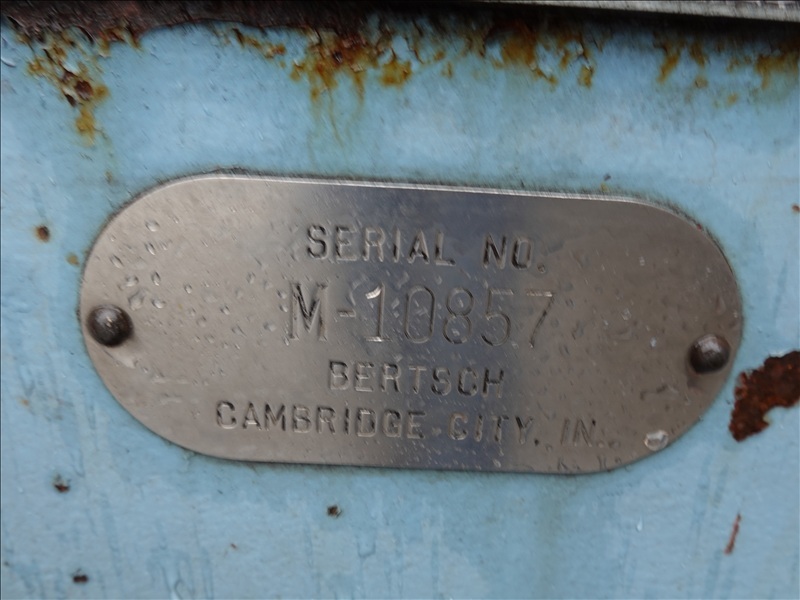 SERIAL NO.
M-10857
BERTSCH
CAMBRIDGE CITY, IN.